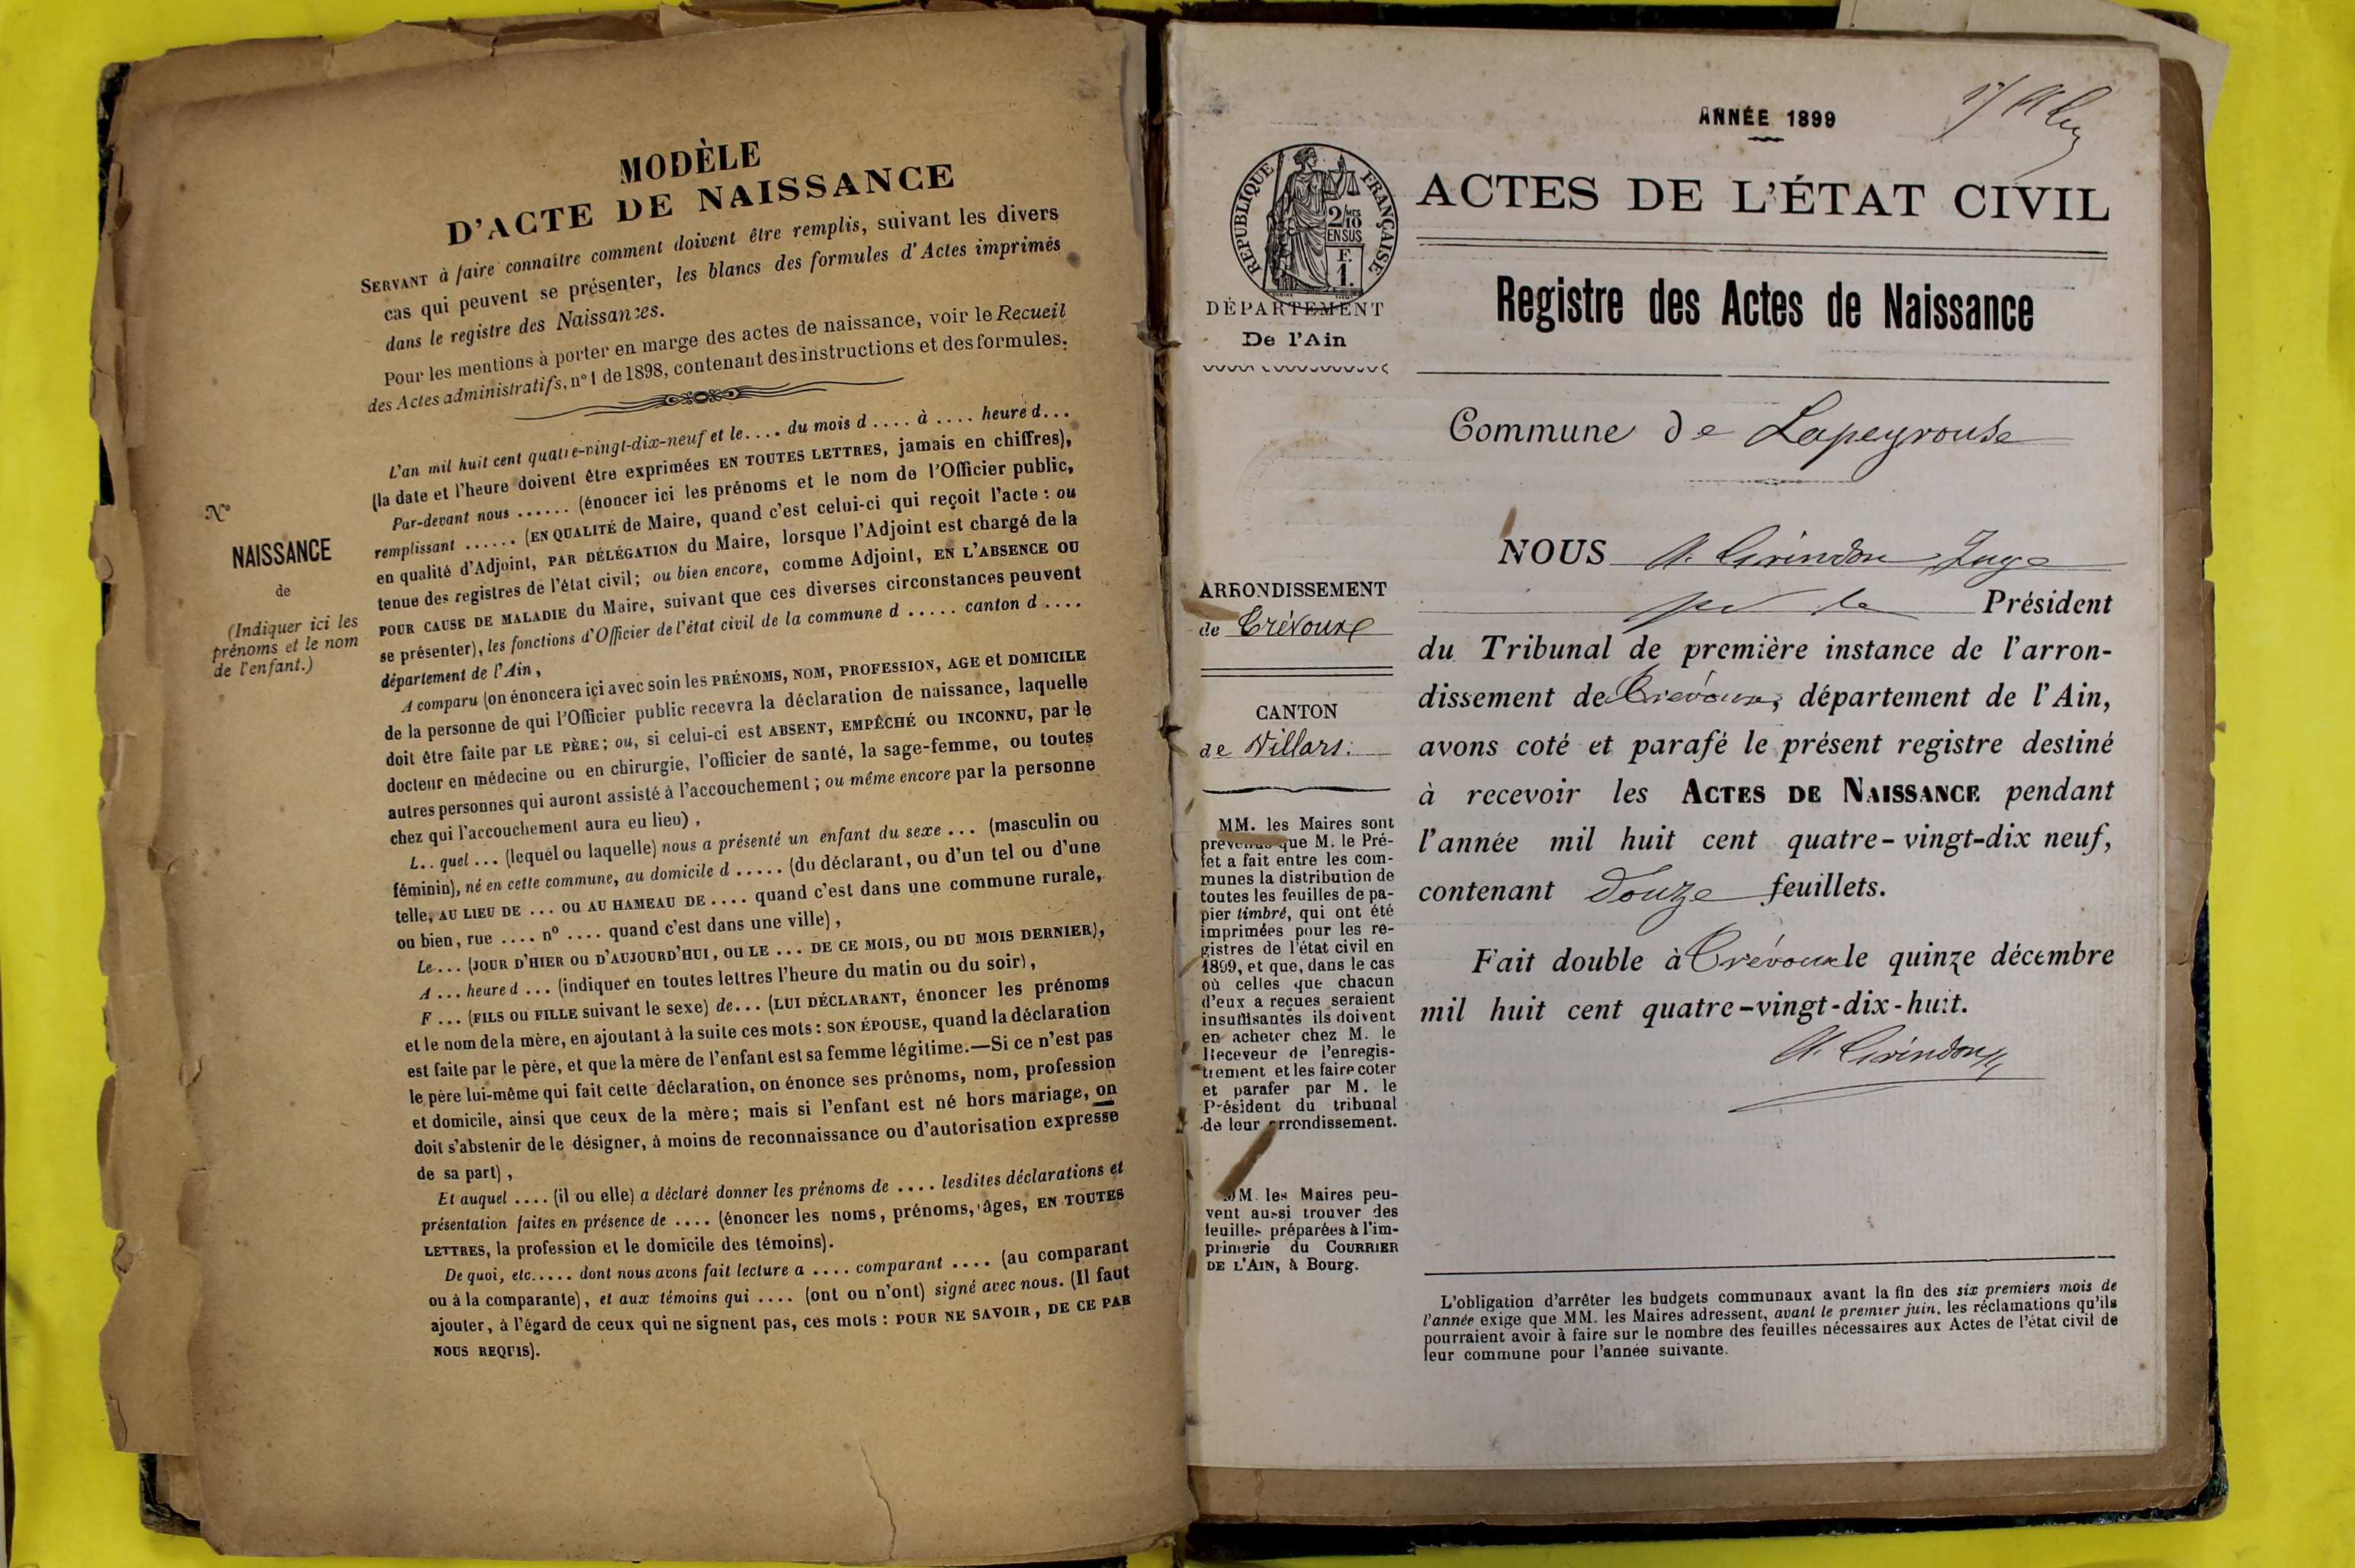 MODÈLE
D'ACTE DE NAISSANCE
SERVANT à faire connaître comment doivent être remplis, suivant les divers
cas qui peuvent se présenter, les blancs des formules d'Actes imprimés
dans le registre des Naissances.
Pour les mentions à porter en marge des actes de naissance, voir le Recueil
des Actes administratifs, n° 1 de 1898, contenant des instructions et des formules.
L'an mil huit cent quatre-vingt-dix-neuf et le.... du mois d .... à .... heure d...
(la date et l'heure doivent être exprimées EN TOUTES LETTRES, jamais en chiffres),
Par-devant nous ...... (énoncer ici les prénoms et le nom de l'Officier public,
remplissant ...... (EN QUALITÉ de Maire, quand c'est celui-ci qui reçoit l'acte : ou
en qualité d'Adjoint, PAR DÉLÉGATION du Maire, lorsque l'Adjoint est chargé de la
tenue des registres de l'état civil; ou bien encore, comme Adjoint, EN L'ABSENCE OU
POUR CAUSE DE MALADIE du Maire, suivant que ces diverses circonstances peuvent
se présenter), les fonctions d'Officier de l'état civil de la commune d ..... canton d ....
département de l'Ain,
A comparu (on énoncera ici avec soin les PRÉNOMS, NOM, PROFESSION, AGE et DOMICILE
de la personne de qui l'Officier public recevra la déclaration de naissance, laquelle
doit être faite par LE PÈRE; ou, si celui-ci est ABSENT, EMPÊCHÉ ou INCONNU, par le
docteur en médecine ou en chirurgie, l'officier de santé, la sage-femme, ou toutes
autres personnes qui auront assisté à l'accouchement; ou même encore par la personne
chez qui l'accouchement aura eu lieu),
L.. quel ... (lequel ou laquelle) nous a présenté un enfant du sexe ... (masculin ou
féminin), né en cette commune, au domicile d ..... (du déclarant, ou d'un tel ou d'une
telle, AU LIEU DE ... OU AU HAMEAU DE .... quand c'est dans une commune rurale,
ou bien, rue .... n° .... quand c'est dans une ville),
Le... (JOUR D'HIER OU D'AUJOURD'HUI, OU LE ... DE CE MOIS, OU DU MOIS DERNIER),
A ... heure d ... (indiquer en toutes lettres l'heure du matin ou du soir),
F ... (FILS ou FILLE suivant le sexe) de... (LUI DÉCLARANT, énoncer les prénoms
et le nom de la mère, en ajoutant à la suite ces mots : SON ÉPOUSE, quand la déclaration
est faite par le père, et que la mère de l'enfant est sa femme légitime.—Si ce n'est pas
le père lui-même qui fait cette déclaration, on énonce ses prénoms, nom, profession
et domicile, ainsi que ceux de la mère; mais si l'enfant est né hors mariage, on
doit s'abstenir de le désigner, à moins de reconnaissance ou d'autorisation expresse
de sa part),
Et auquel .... (il ou elle) a déclaré donner les prénoms de .... lesdites déclarations et
présentation faites en présence de .... (énoncer les noms, prénoms, âges, EN TOUTES
LETTRES, la profession et le domicile des témoins).
De quoi, etc..... dont nous avons fait lecture a .... comparant .... (au comparant
ou à la comparante), et aux témoins qui .... (ont ou n'ont) signé avec nous. (Il faut
ajouter, à l'égard de ceux qui ne signent pas, ces mots : POUR NE SAVOIR, DE CE PAR
NOUS REQUIS).
N°
NAISSANCE
de
(Indiquer ici les
prénoms et le nom
de l'enfant.)
ANNÉE 1899
RÉPUBLIQUE FRANÇAISE
2/10 MES
EN SUS
F.
1.
DÉPARTEMENT
De l'Ain
ARRONDISSEMENT
de Trévoux
CANTON
de Villars.
MM. les Maires sont
prévenus que M. le Pré-
fet a fait entre les com-
munes la distribution de
toutes les feuilles de pa-
pier timbré, qui ont été
imprimées pour les re-
gistres de l'état civil en
1899, et que, dans le cas
où celles que chacun
d'eux a reçues seraient
insuffisantes ils doivent
en acheter chez M. le
Receveur de l'enregis-
trement et les faire coter
et parafer par M. le
Président du tribunal
de leur arrondissement.
MM. les Maires peu-
vent aussi trouver des
feuilles préparées à l'im-
primerie du COURRIER
DE L'AIN, à Bourg.
ACTES DE L'ÉTAT CIVIL
Registre des Actes de Naissance
Commune de Lapeyrouse
NOUS A. Girindon, Juge
pr le Président
du Tribunal de première instance de l'arron-
dissement de Trévoux, département de l'Ain,
avons coté et parafé le présent registre destiné
à recevoir les ACTES DE NAISSANCE pendant
l'année mil huit cent quatre-vingt-dix neuf,
contenant Douze feuillets.
Fait double à Trévoux le quinze décembre
mil huit cent quatre-vingt-dix-huit.
A. Girindon
L'obligation d'arrêter les budgets communaux avant la fin des six premiers mois de
l'année exige que MM. les Maires adressent, avant le premier juin, les réclamations qu'ils
pourraient avoir à faire sur le nombre des feuilles nécessaires aux Actes de l'état civil de
leur commune pour l'année suivante.